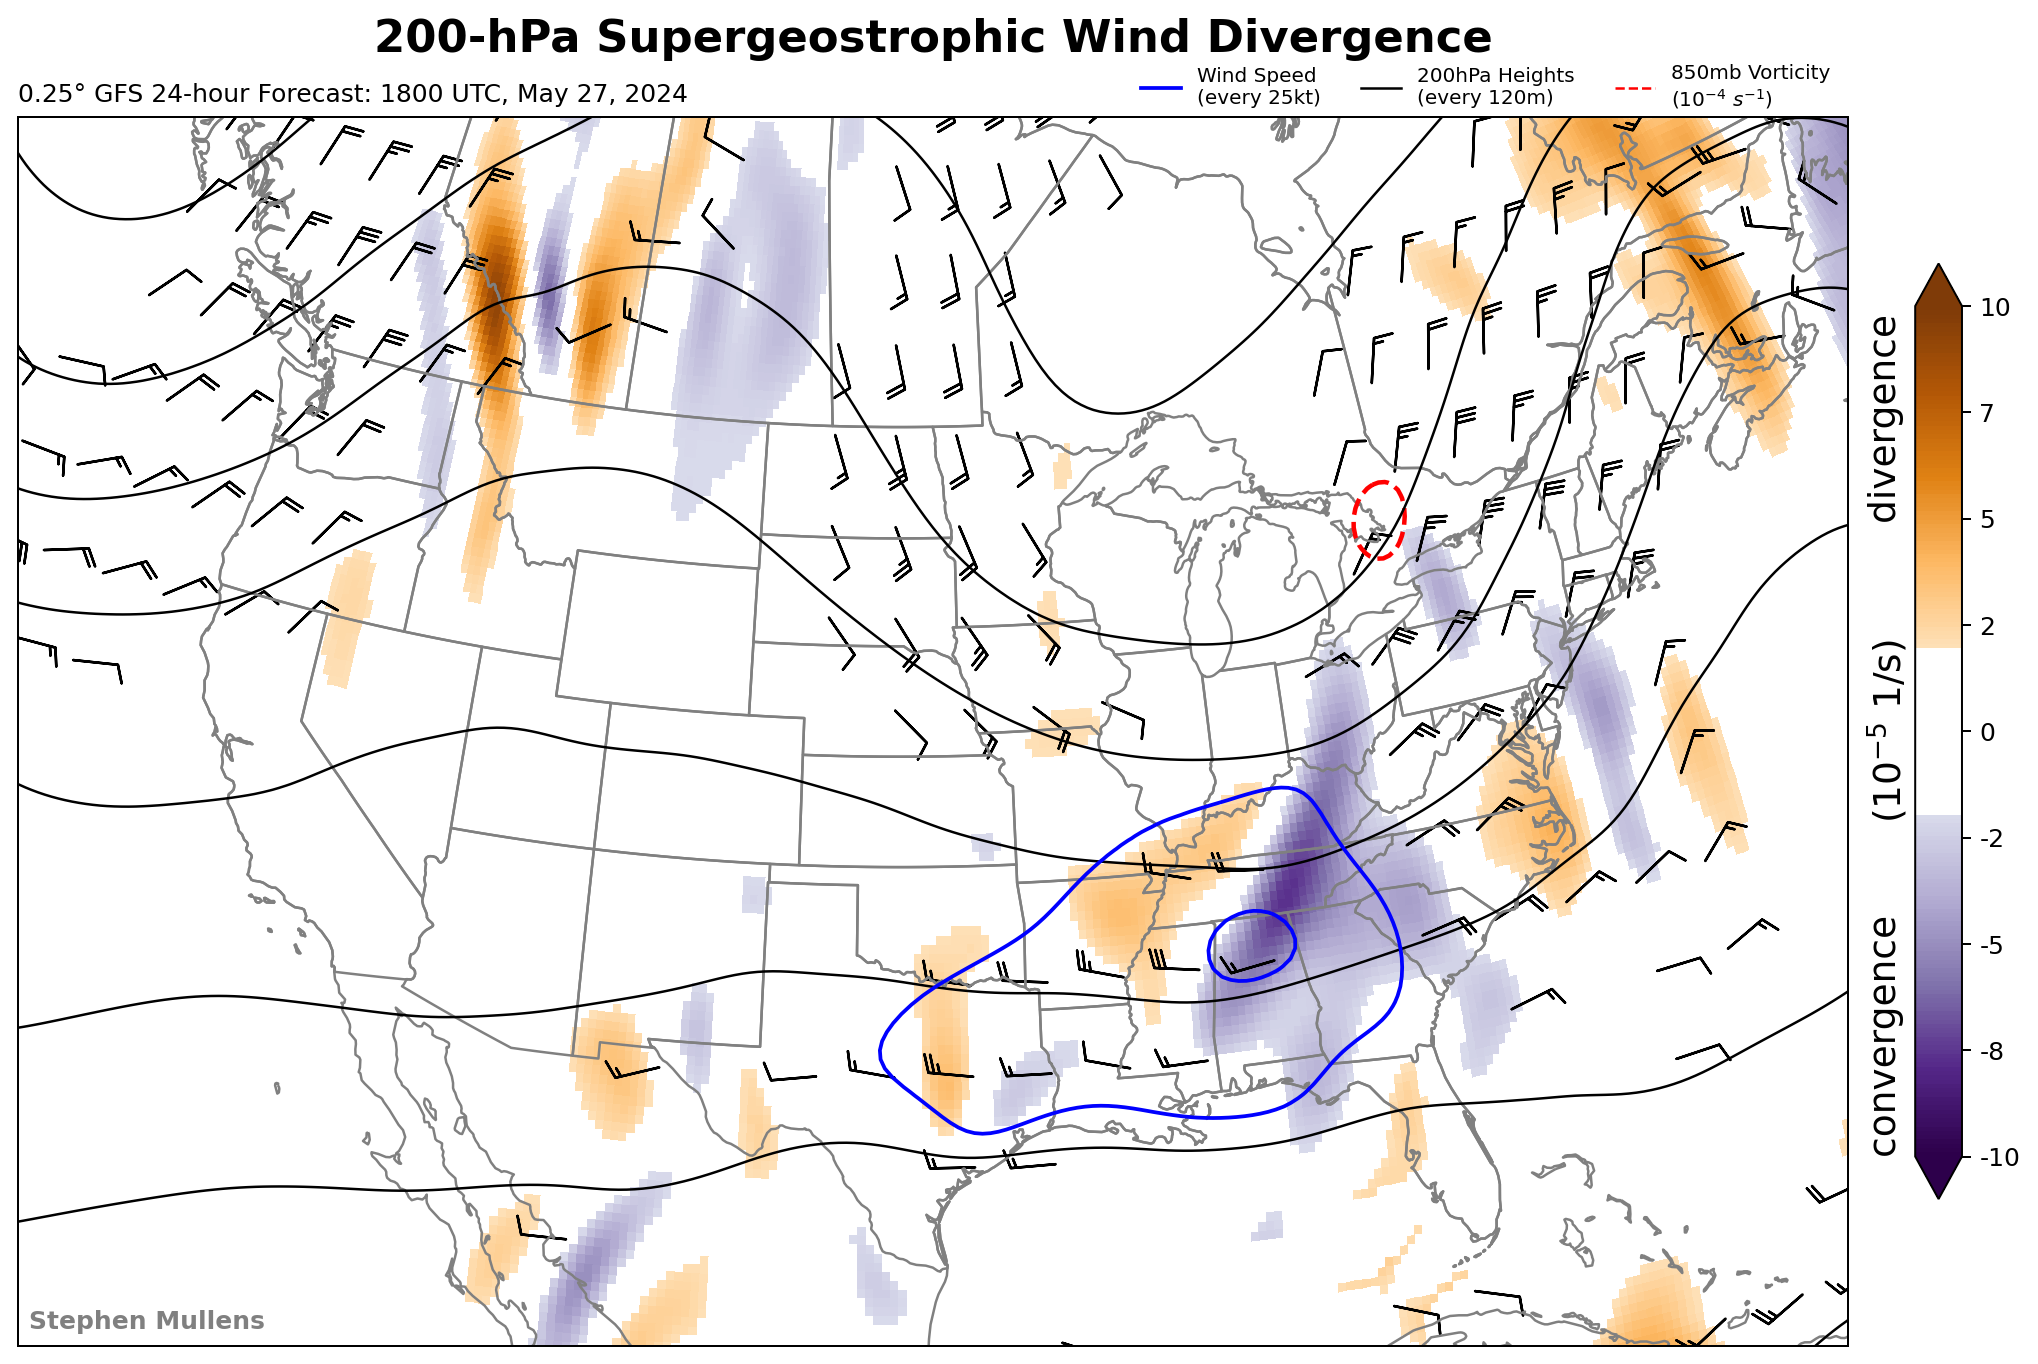 200-hPa Supergeostrophic Wind Divergence
0.25° GFS 24-hour Forecast: 1800 UTC, May 27, 2024
Wind Speed
(every 25kt)
200hPa Heights
(every 120m)
850mb Vorticity
(10⁻⁴ s⁻¹)
10
7
5
2
0
-2
-5
-8
-10
divergence
(10⁻⁵ 1/s)
convergence
Stephen Mullens